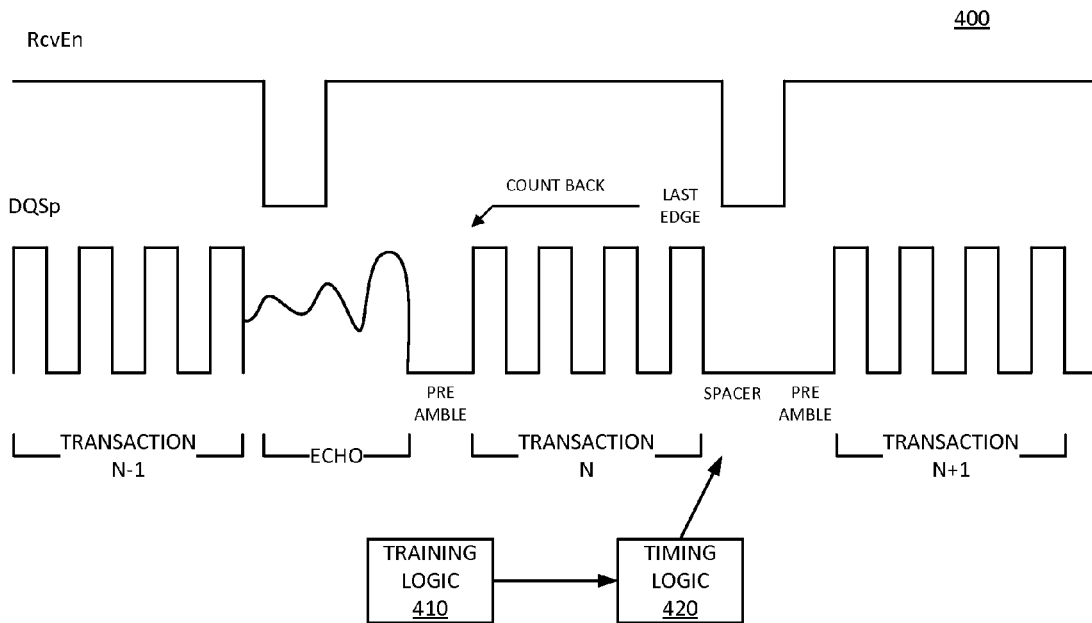 400
RcvEn
COUNT BACK
LAST
EDGE
DQSp
PRE
AMBLE
SPACER
PRE
AMBLE
TRANSACTION
N-1
ECHO
TRANSACTION
N
TRANSACTION
N+1
TRAINING
LOGIC
410
TIMING
LOGIC
420